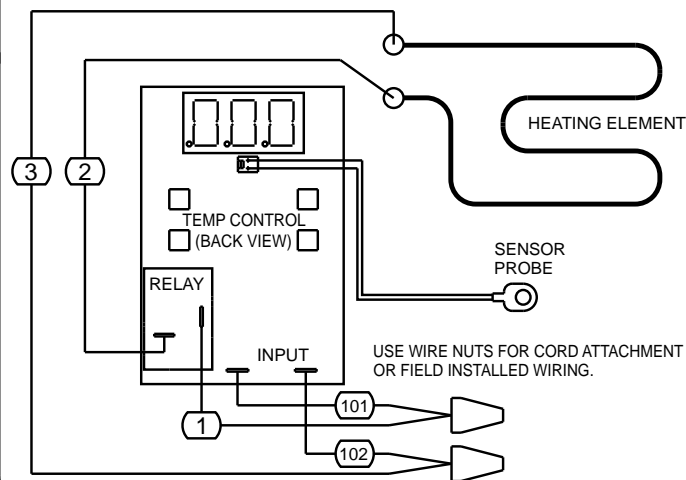 HEATING ELEMENT
3
2
TEMP CONTROL
(BACK VIEW)
SENSOR
PROBE
RELAY
INPUT
USE WIRE NUTS FOR CORD ATTACHMENT
OR FIELD INSTALLED WIRING.
101
1
102